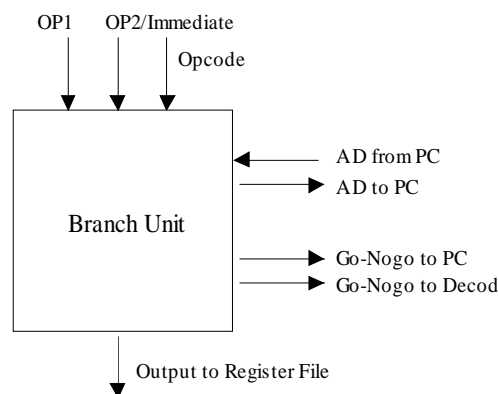 OP1 OP2/Immediate
Opcode
AD from PC
AD to PC
Branch Unit
Go-Nogo to PC
Go-Nogo to Decod
Output to Register File